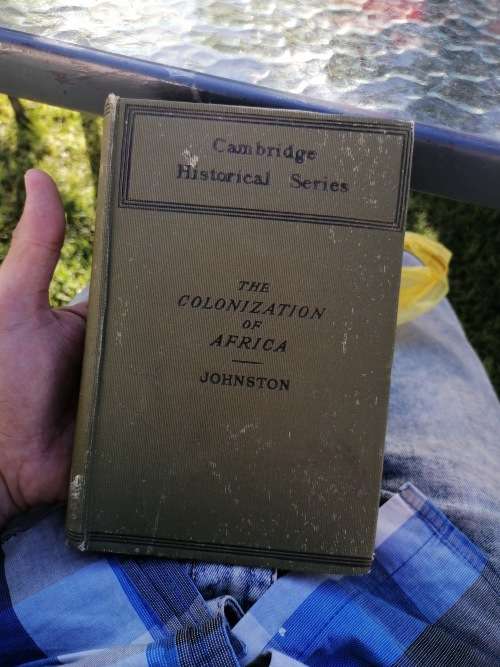 Cambridge
Historical Series
THE
COLONIZATION
OF
AFRICA
JOHNSTON